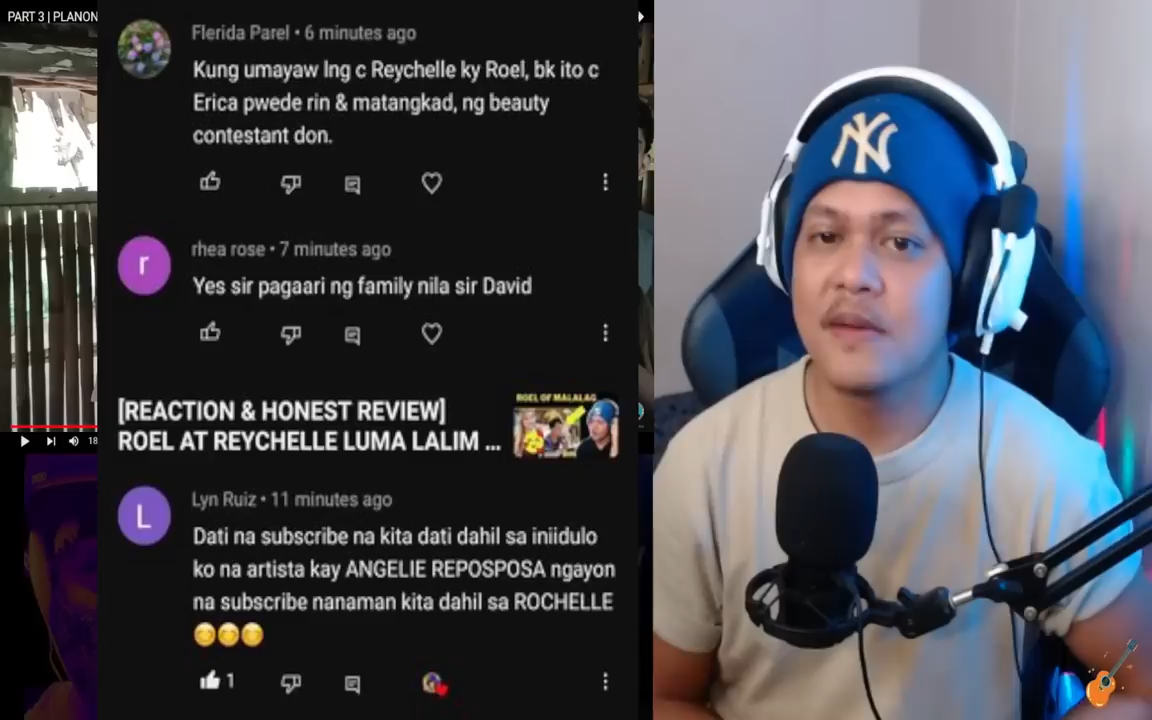 PART 3 | PLANON
Flerida Parel • 6 minutes ago
Kung umayaw lng c Reychelle ky Roel, bk ito c
Erica pwede rin & matangkad, ng beauty
contestant don.
r
rhea rose • 7 minutes ago
Yes sir pagaari ng family nila sir David
[REACTION & HONEST REVIEW]
ROEL AT REYCHELLE LUMA LALIM ...
ROEL OF MALALAG
18
L
Lyn Ruiz • 11 minutes ago
Dati na subscribe na kita dati dahil sa iniidulo
ko na artista kay ANGELIE REPOSPOSA ngayon
na subscribe nanaman kita dahil sa ROCHELLE
😊😊😊
1
NY